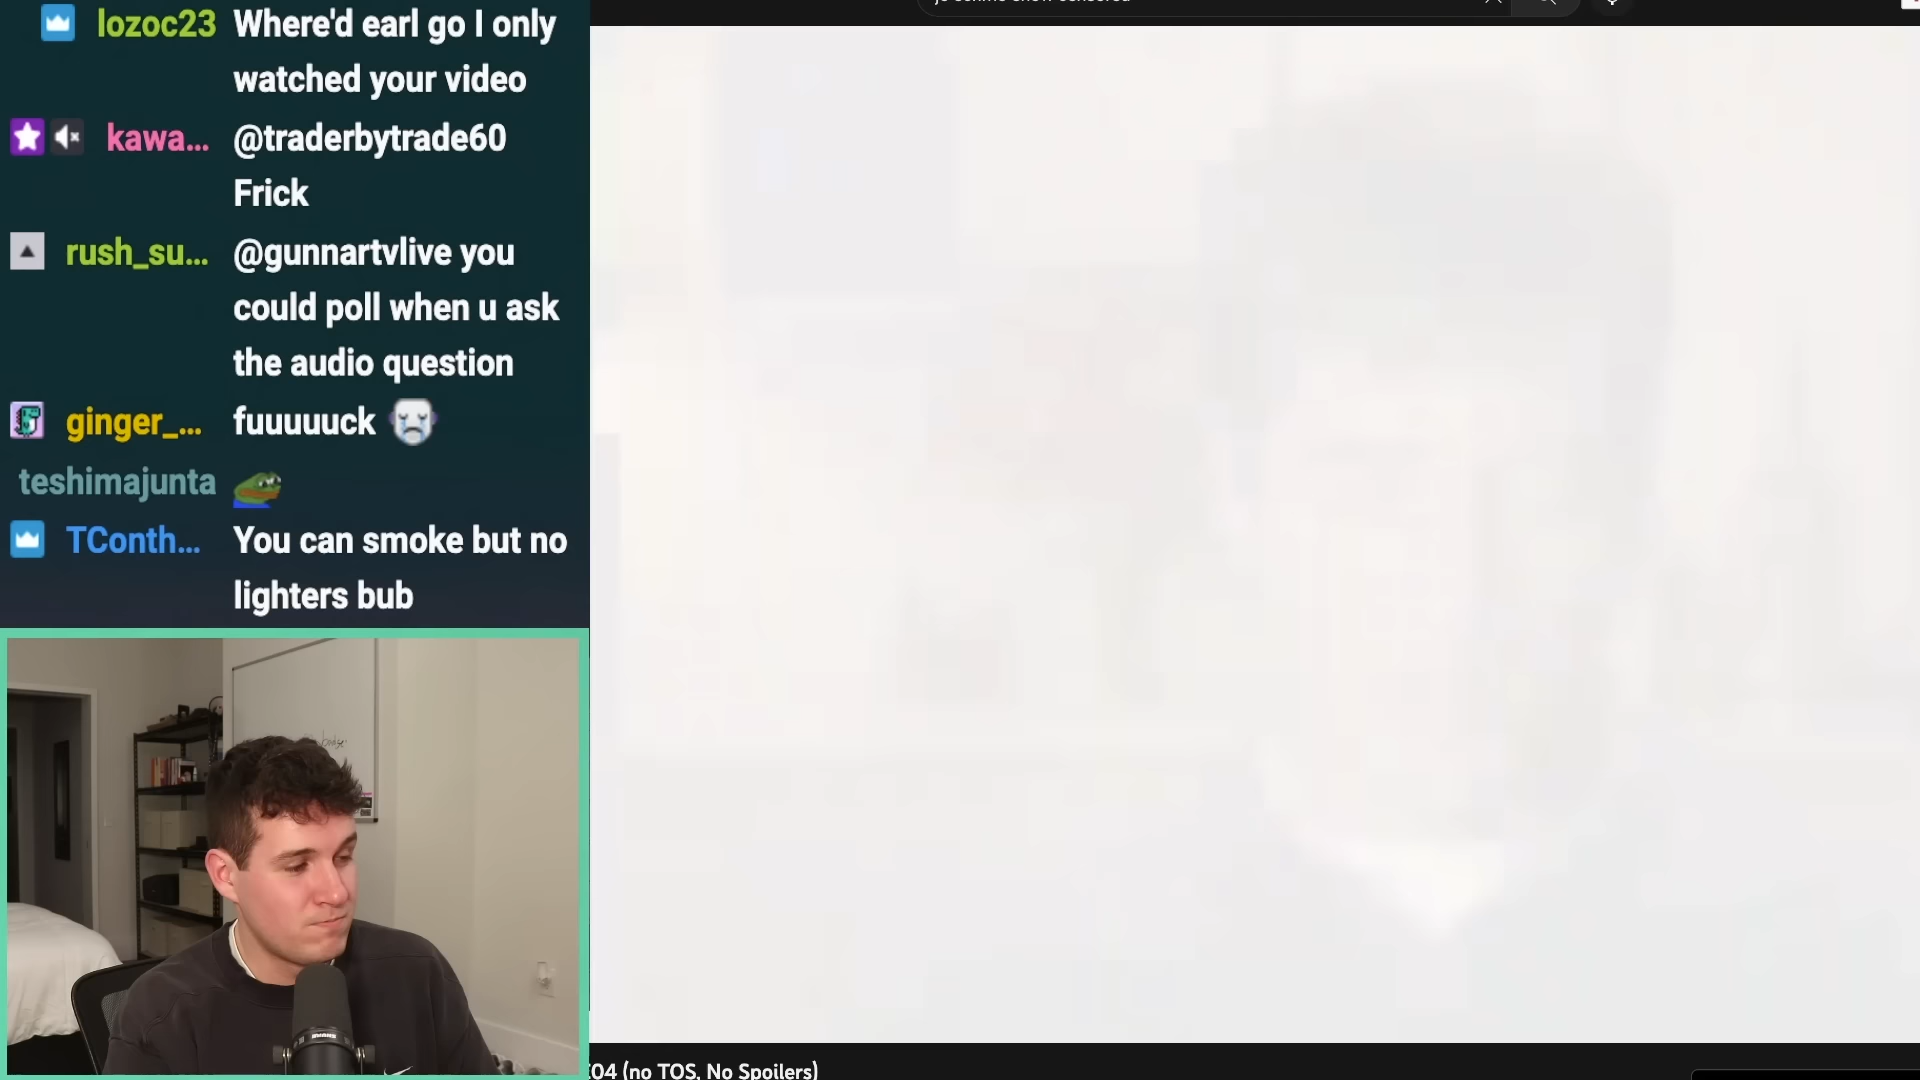 lozoc23 Where'd earl go I only
watched your video
kawa... @traderbytrade60
Frick
rush_su... @gunnartvlive you
could poll when u ask
the audio question
ginger_... fuuuuuck
teshimajunta
TConth... You can smoke but no
lighters bub
04 (no TOS, No Spoilers)